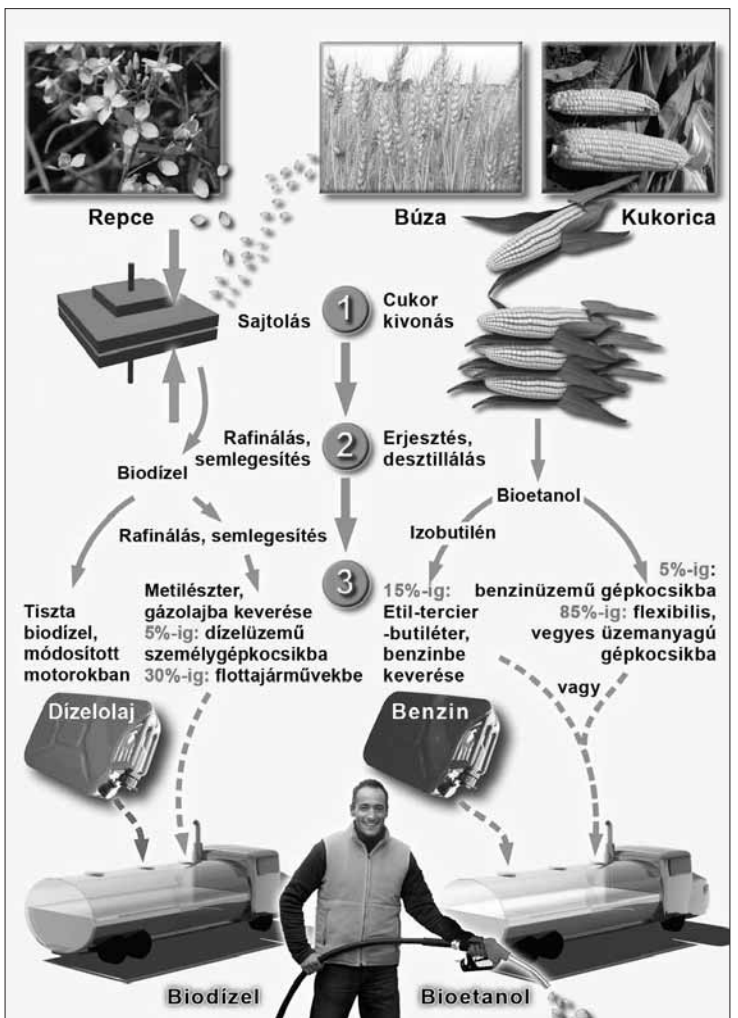 Repce
Búza
Kukorica
Sajtolás
1
Cukor
kivonás
Rafinálás,
semlegesítés
2
Erjesztés,
desztillálás
Biodízel
Bioetanol
Rafinálás, semlegesítés
Izobutilén
3
Tiszta
biodízel,
módosított
motorokban
Metilészter,
gázolajba keverése
5%-ig: dízelüzemű
személygépkocsikba
30%-ig: flottajárművekbe
15%-ig:
Etil-tercier
-butiléter,
benzinbe
keverése
5%-ig:
benzinüzemű gépkocsikba
85%-ig: flexibilis,
vegyes üzemanyagú
gépkocsikba
vagy
Dízelolaj
Benzin
Biodízel
Bioetanol